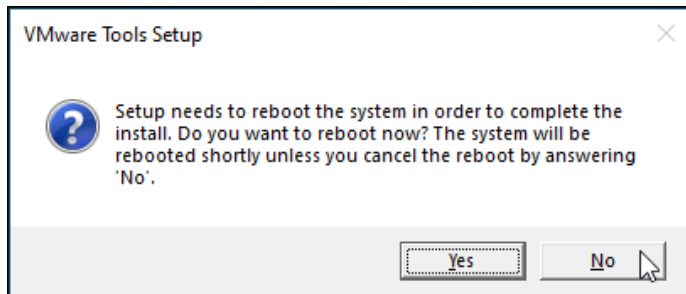 VMware Tools Setup
Setup needs to reboot the system in order to complete the
install. Do you want to reboot now? The system will be
rebooted shortly unless you cancel the reboot by answering
'No'.
Yes
No